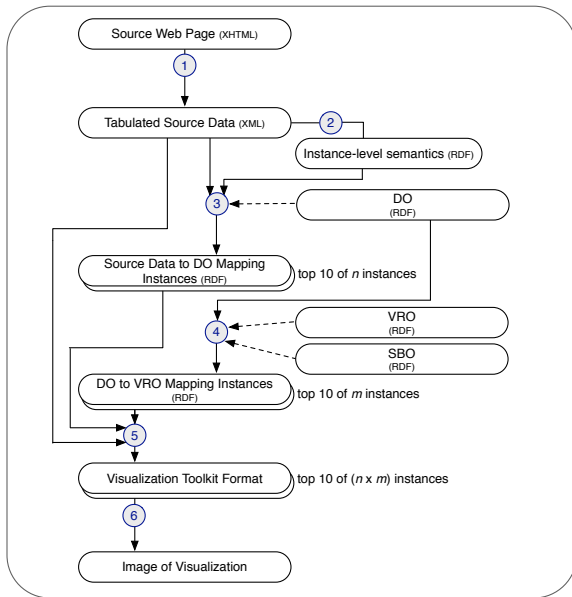 Source Web Page (XHTML)
1
Tabulated Source Data (XML)
2
Instance-level semantics (RDF)
3
DO
(RDF)
Source Data to DO Mapping
Instances (RDF)
top 10 of n instances
4
VRO
(RDF)
SBO
(RDF)
DO to VRO Mapping Instances
(RDF)
top 10 of m instances
5
Visualization Toolkit Format
top 10 of (n x m) instances
6
Image of Visualization